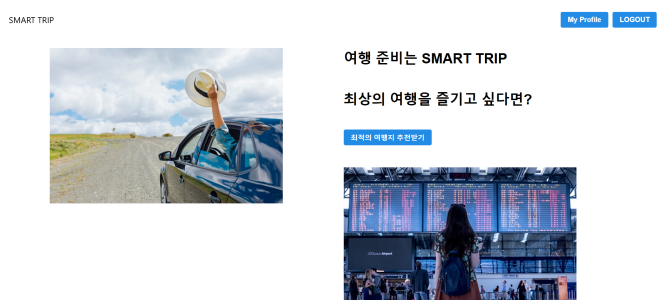 SMART TRIP
My Profile
LOGOUT
여행 준비는 SMART TRIP
최상의 여행을 즐기고 싶다면?
최적의 여행지 추천받기